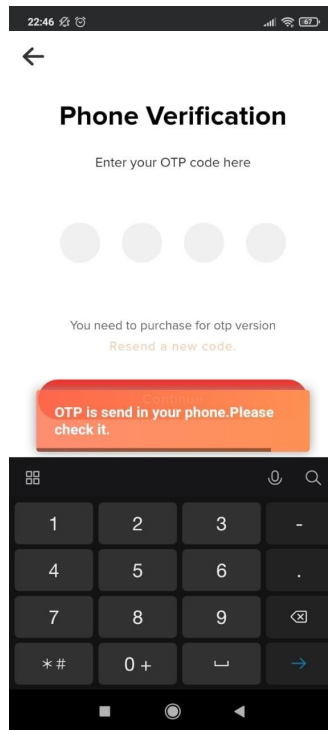 22:46
67
Phone Verification
Enter your OTP code here
You need to purchase for otp version
Resend a new code.
Continue
OTP is send in your phone.Please
check it.
1 2 3 -
4 5 6 .
7 8 9
*# 0 +